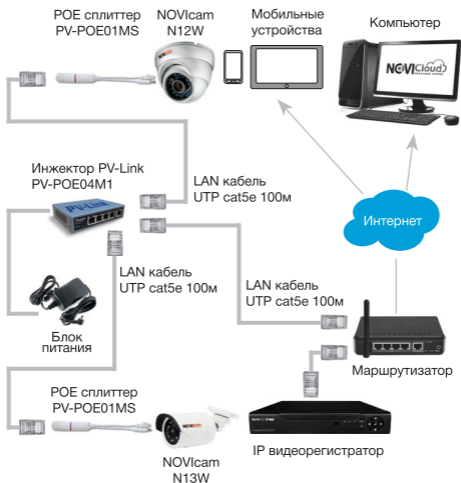 POE сплиттер
PV-POE01MS
NOVIcam
N12W
Мобильные
устройства
Компьютер
NOVICloud
Инжектор PV-Link
PV-POE04M1
PV-Link
LAN кабель
UTP cat5e 100м
Интернет
LAN кабель
UTP cat5e 100м
LAN кабель
UTP cat5e 100м
Блок
питания
Маршрутизатор
POE сплиттер
PV-POE01MS
NOVIcam
N13W
IP видеорегистратор